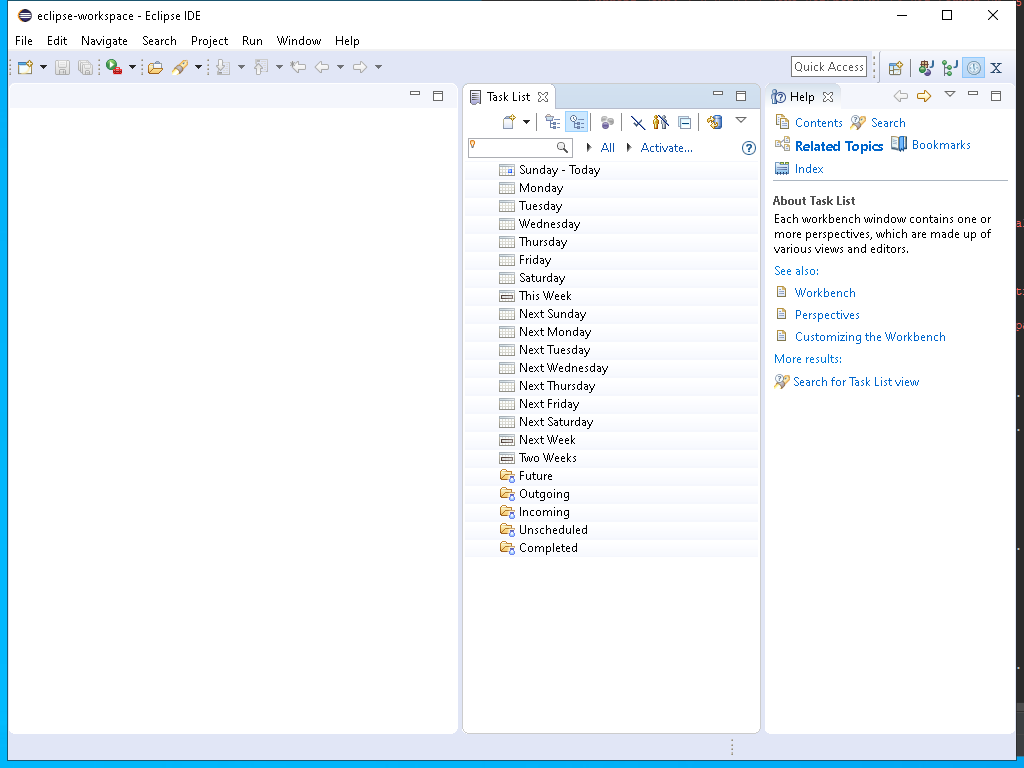 eclipse-workspace - Eclipse IDE
File Edit Navigate Search Project Run Window Help
Quick Access
Task List
All Activate...
Sunday - Today
Monday
Tuesday
Wednesday
Thursday
Friday
Saturday
This Week
Next Sunday
Next Monday
Next Tuesday
Next Wednesday
Next Thursday
Next Friday
Next Saturday
Next Week
Two Weeks
Future
Outgoing
Incoming
Unscheduled
Completed
Help
Contents Search
Related Topics Bookmarks
Index
About Task List
Each workbench window contains one or
more perspectives, which are made up of
various views and editors.
See also:
Workbench
Perspectives
Customizing the Workbench
More results:
Search for Task List view